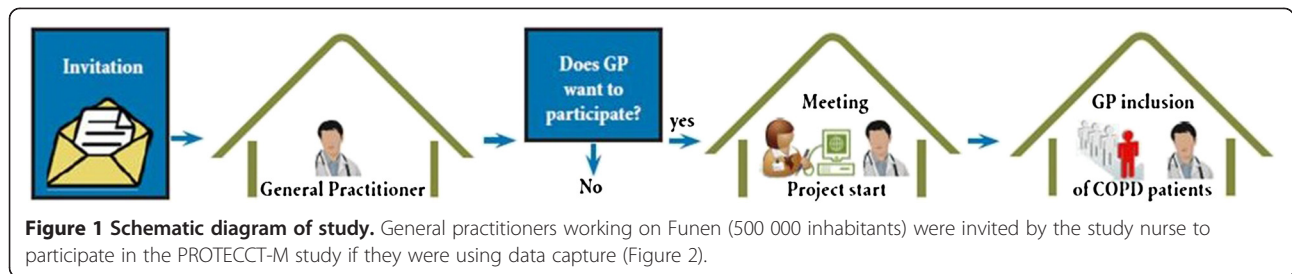 Invitation
General Practitioner
Does GP
want to
participate?
yes
No
Meeting
Project start
GP inclusion
of COPD patients
Figure 1 Schematic diagram of study. General practitioners working on Funen (500 000 inhabitants) were invited by the study nurse to
participate in the PROTECCT-M study if they were using data capture (Figure 2).